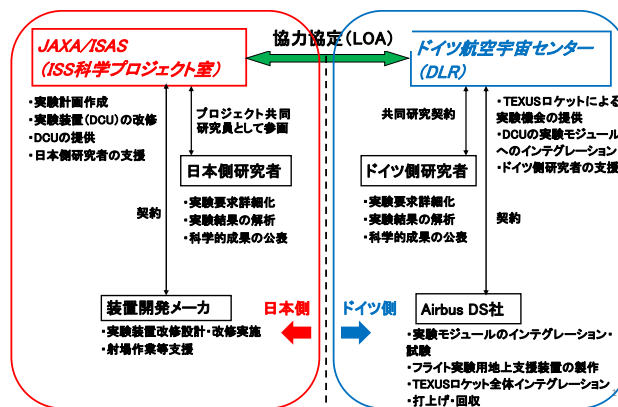 協力協定(LOA)
JAXA/ISAS
(ISS科学プロジェクト室)
・実験計画作成
・実験装置(DCU)の改修
・DCUの提供
・日本側研究者の支援
プロジェクト共同
研究員として参画
日本側研究者
・実験要求詳細化
・実験結果の解析
・科学的成果の公表
契約
装置開発メーカ
・実験装置改修設計・改修実施
・射場作業等支援
日本側
ドイツ航空宇宙センター
(DLR)
共同研究契約
・TEXUSロケットによる
実験機会の提供
・DCUの実験モジュール
へのインテグレーション
・ドイツ側研究者の支援
ドイツ側研究者
・実験要求詳細化
・実験結果の解析
・科学的成果の公表
契約
ドイツ側
Airbus DS社
・実験モジュールのインテグレーション・
試験
・フライト実験用地上支援装置の製作
・TEXUSロケット全体インテグレーション
・打上げ・回収